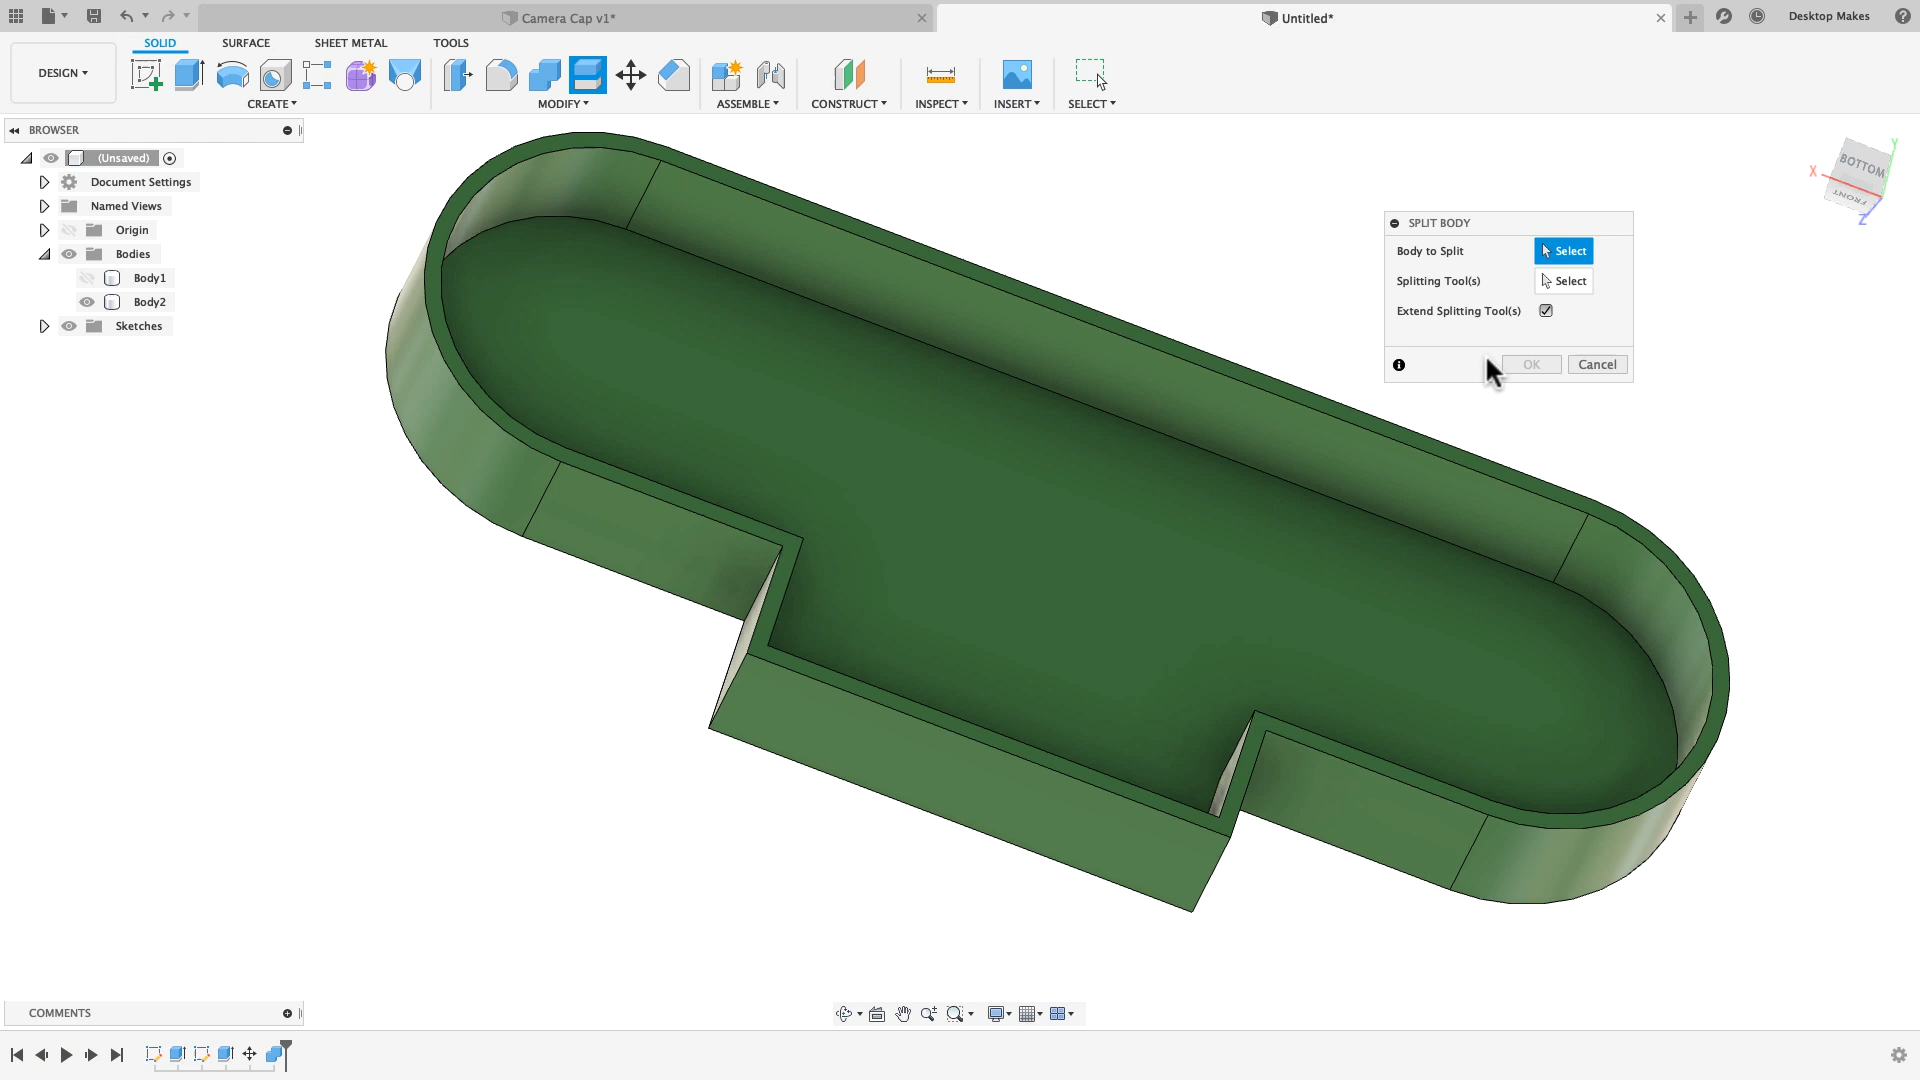 Camera Cap v1*
Untitled*
Desktop Makes
DESIGN
SOLID
SURFACE
SHEET METAL
TOOLS
CREATE
MODIFY
ASSEMBLE
CONSTRUCT
INSPECT
INSERT
SELECT
BROWSER
(Unsaved)
Document Settings
Named Views
Origin
Bodies
Body1
Body2
Sketches
SPLIT BODY
Body to Split
Select
Splitting Tool(s)
Select
Extend Splitting Tool(s)
OK
Cancel
BOTTOM
FRONT
X
Y
Z
COMMENTS